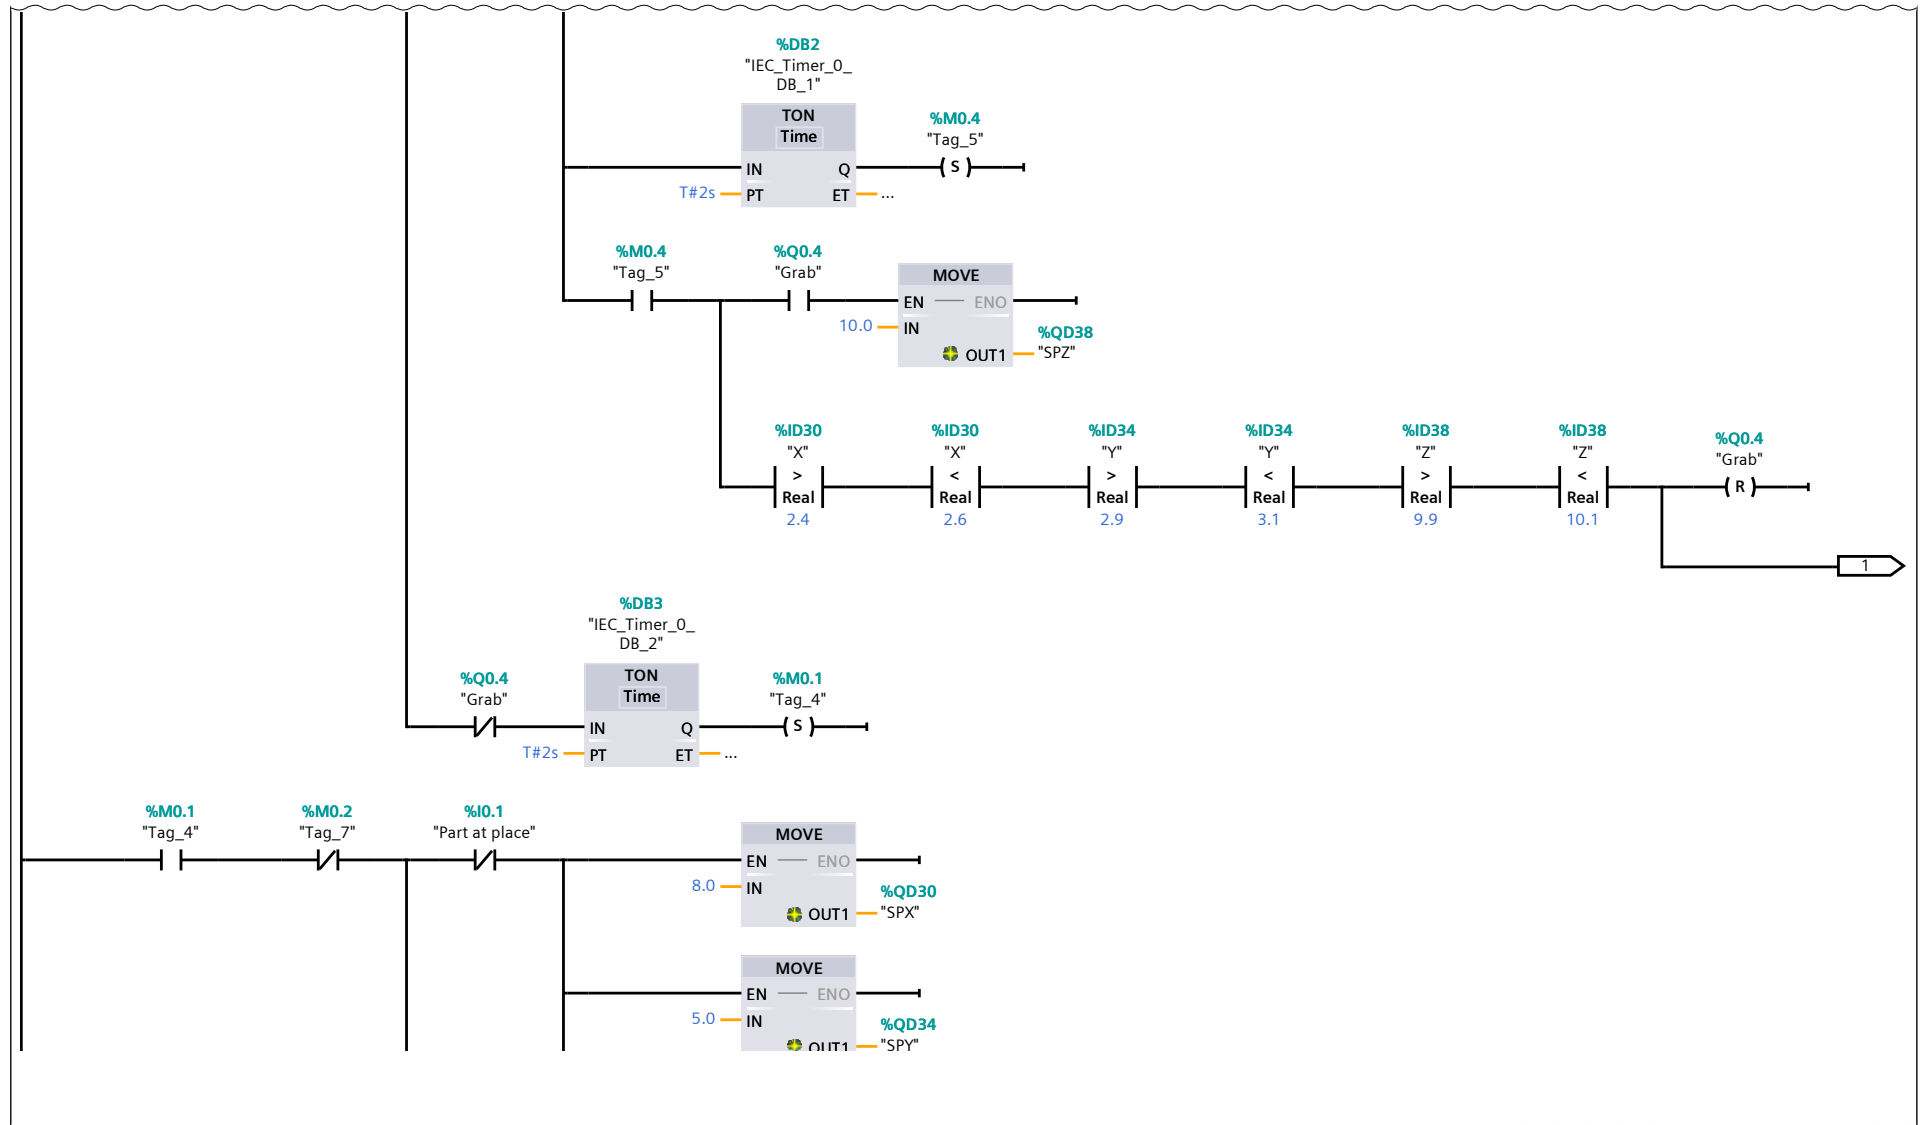 %DB2
"IEC_Timer_0_
DB_1"
TON
Time
%M0.4
"Tag_5"
IN Q ( S )
T#2s PT ET ...
%M0.4 %Q0.4
"Tag_5" "Grab"
MOVE
EN ENO
10.0 IN
%QD38
OUT1 "SPZ"
%ID30 %ID30 %ID34 %ID34 %ID38 %ID38 %Q0.4
"X" "X" "Y" "Y" "Z" "Z" "Grab"
> < > < > <
( R )
Real Real Real Real Real Real
2.4 2.6 2.9 3.1 9.9 10.1
1
%DB3
"IEC_Timer_0_
DB_2"
TON
Time
%Q0.4 %M0.1
"Grab" "Tag_4"
IN Q ( S )
T#2s PT ET ...
%M0.1 %M0.2 %I0.1
"Tag_4" "Tag_7" "Part at place"
MOVE
EN ENO
8.0 IN
%QD30
OUT1 "SPX"
MOVE
EN ENO
5.0 IN
%QD34
OUT1 "SPY"